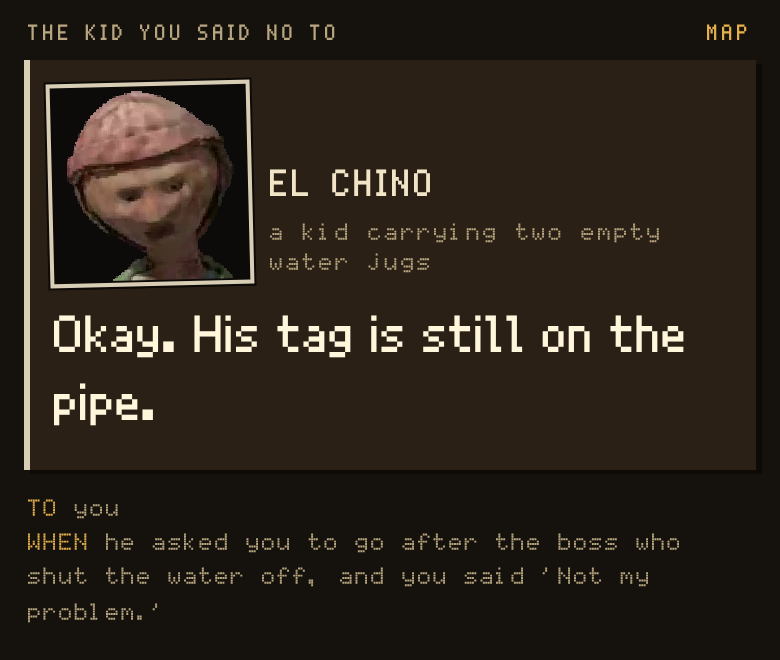 THE KID YOU SAID NO TO
MAP
EL CHINO
a kid carrying two empty
water jugs
Okay. His tag is still on the
pipe.
TO you
WHEN he asked you to go after the boss who
shut the water off, and you said 'Not my
problem.'